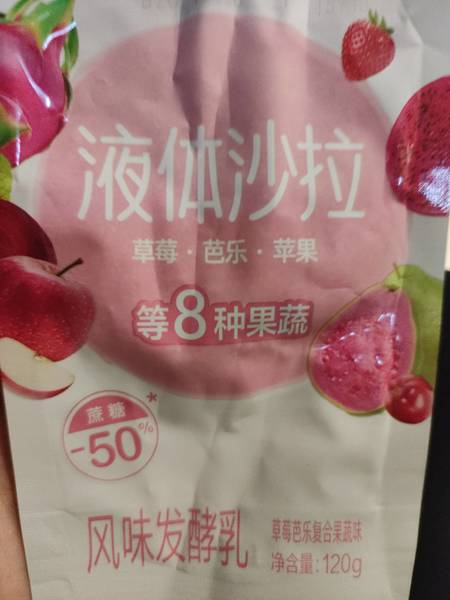 液体沙拉
草莓·芭乐·苹果
等8种果蔬
蔗糖
-50%*
风味发酵乳
草莓芭乐复合果蔬味
净含量:120g